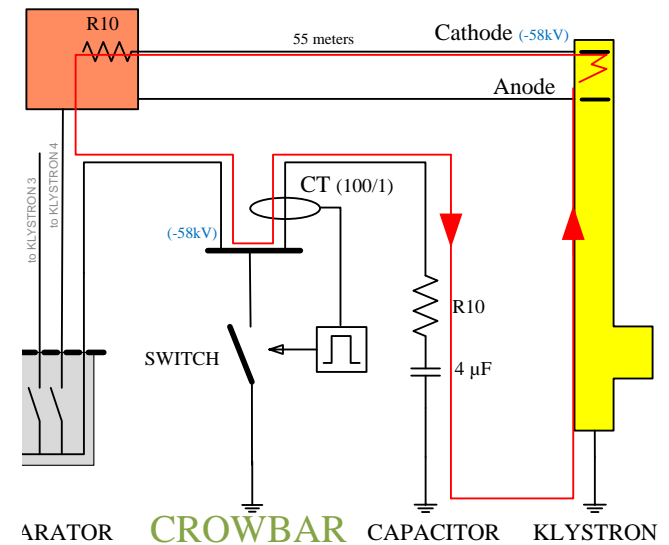 R10
55 meters
Cathode (-58kV)
Anode
to KLYSTRON 3
to KLYSTRON 4
CT (100/1)
(-58kV)
R10
SWITCH
4 µF
ARATOR
CROWBAR
CAPACITOR
KLYSTRON